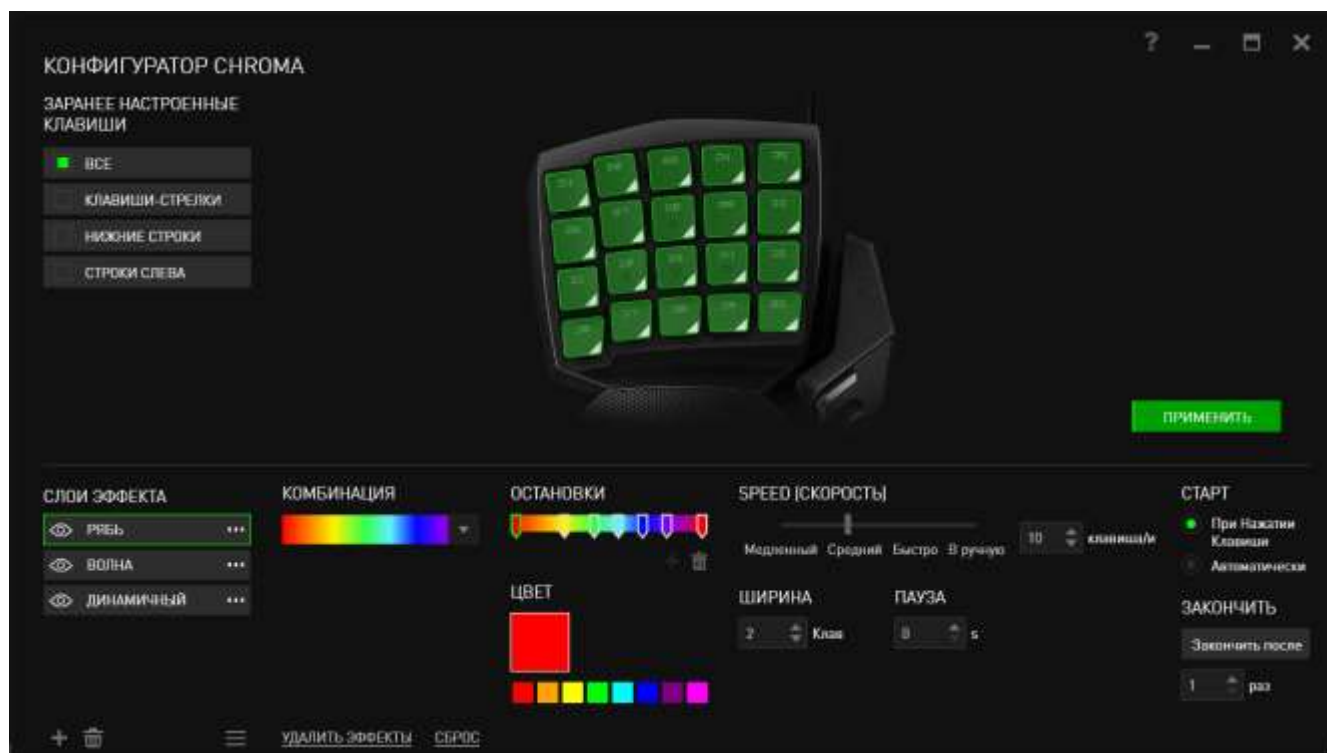 ?
КОНФИГУРАТОР CHROMA
ЗАРАНЕЕ НАСТРОЕННЫЕ
КЛАВИШИ
ВСЕ
КЛАВИШИ-СТРЕЛКИ
НИЖНИЕ СТРОКИ
СТРОКИ СЛЕВА
ПРИМЕНИТЬ
СЛОИ ЭФФЕКТА
РЯБЬ
ВОЛНА
ДИНАМИЧНЫЙ
КОМБИНАЦИЯ
ОСТАНОВКИ
ЦВЕТ
SPEED (СКОРОСТЬ)
Медленный Средний Быстро В ручную
10 клавиша/и
ШИРИНА
2 Клав
ПАУЗА
0 s
СТАРТ
При Нажатии
Клавиши
Автоматически
ЗАКОНЧИТЬ
Закончить после
1 раз
УДАЛИТЬ ЭФФЕКТЫ СБРОС